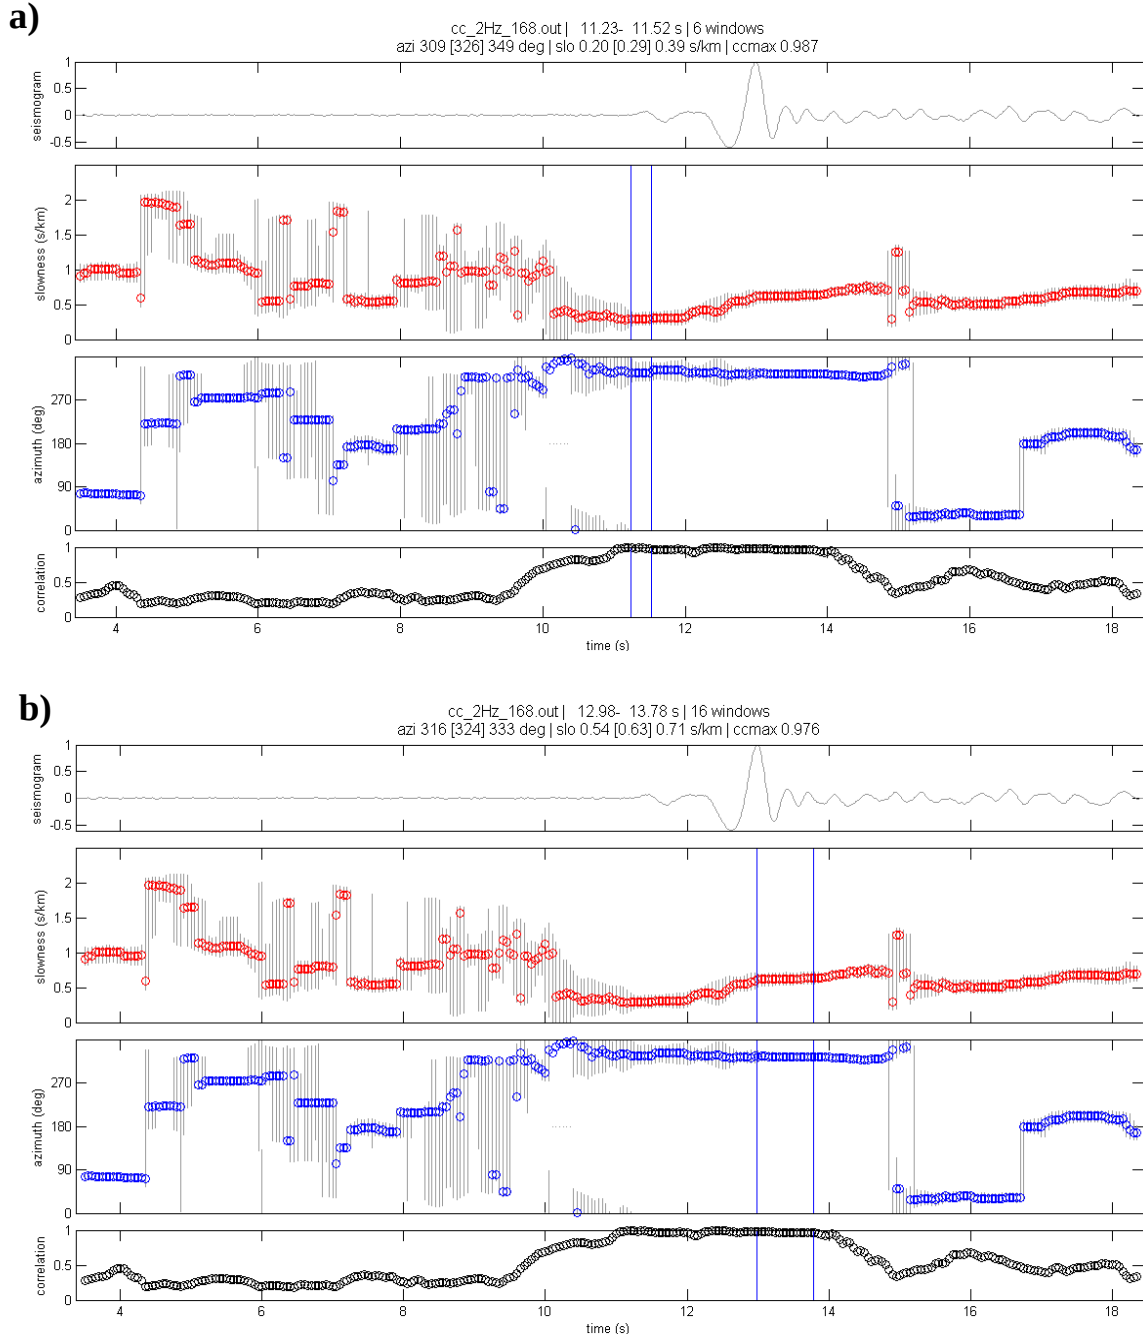 a)
cc_2Hz_168.out | 11.23- 11.52 s | 6 windows
azi 309 [326] 349 deg | slo 0.20 [0.29] 0.39 s/km | ccmax 0.987
seismogram
1
0.5
0
-0.5
slowness (s/km)
2
1.5
1
0.5
0
azimuth (deg)
270
180
90
0
correlation
1
0.5
0
4 6 8 10 12 14 16 18
time (s)
b)
cc_2Hz_168.out | 12.98- 13.78 s | 16 windows
azi 316 [324] 333 deg | slo 0.54 [0.63] 0.71 s/km | ccmax 0.976
seismogram
1
0.5
0
-0.5
slowness (s/km)
2
1.5
1
0.5
0
azimuth (deg)
270
180
90
0
correlation
1
0.5
0
4 6 8 10 12 14 16 18
time (s)